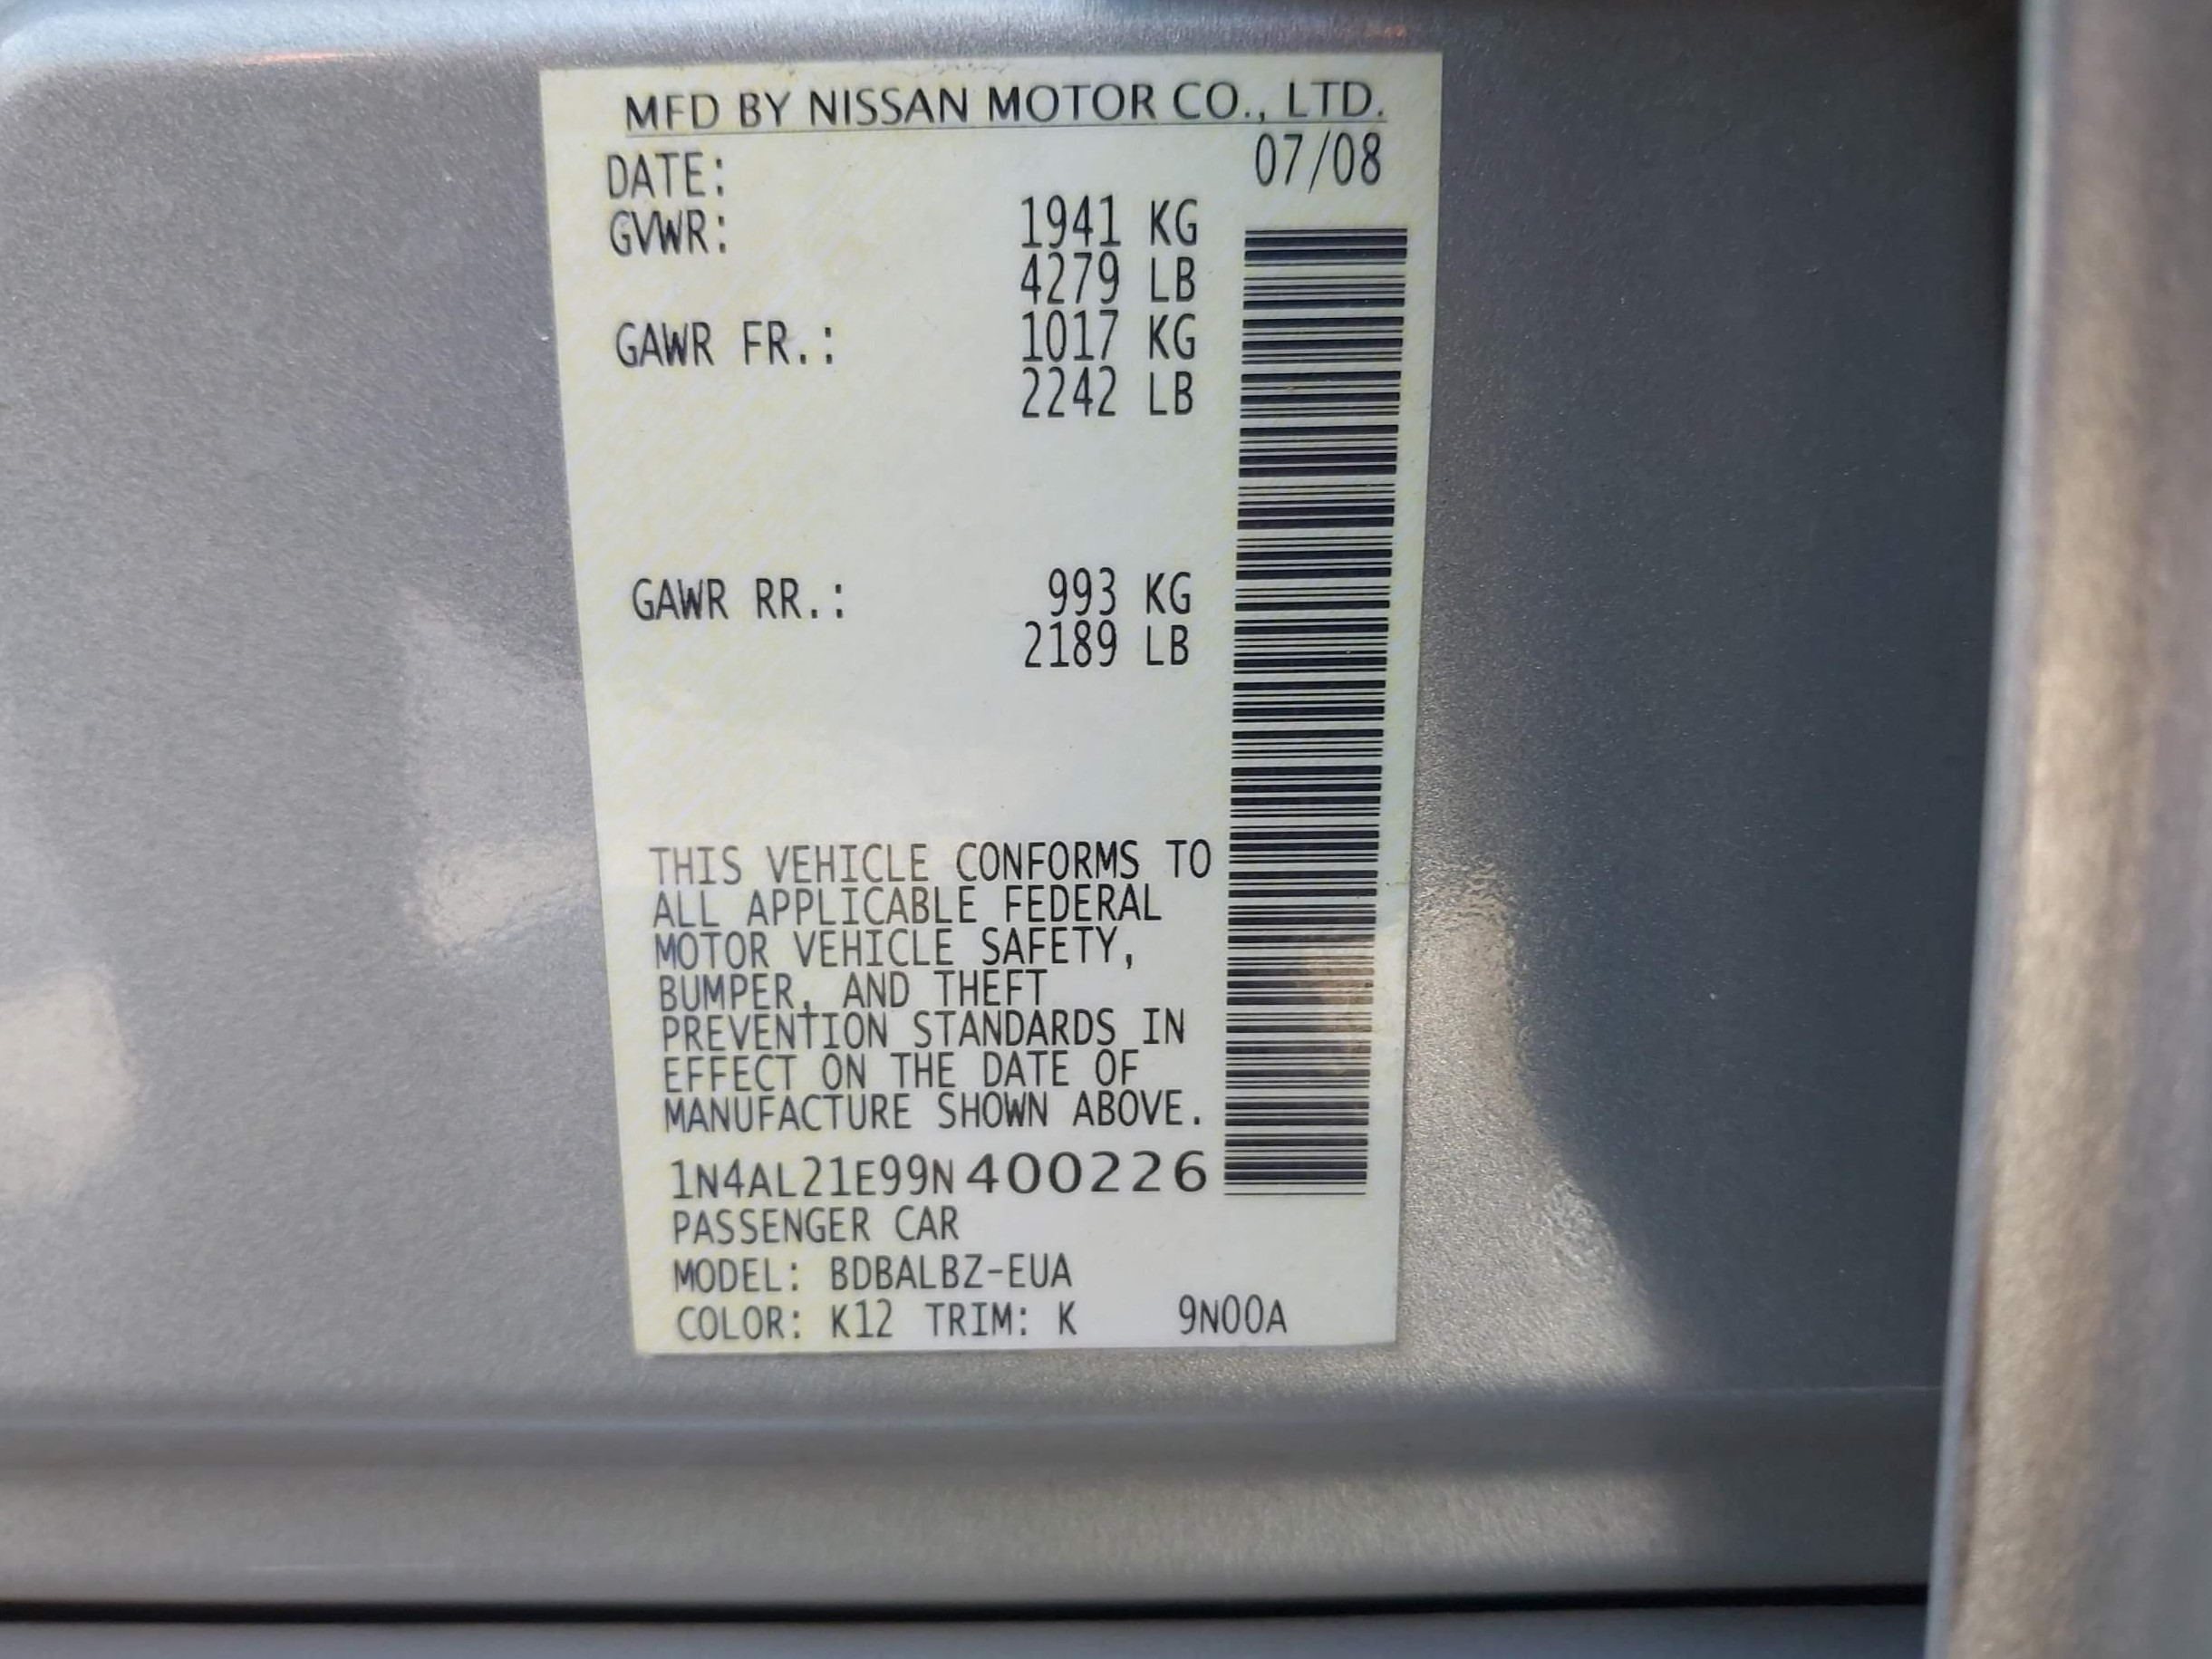 MFD BY NISSAN MOTOR CO., LTD.
DATE: 07/08
GVWR: 1941 KG
4279 LB
GAWR FR.: 1017 KG
2242 LB
GAWR RR.: 993 KG
2189 LB
THIS VEHICLE CONFORMS TO
ALL APPLICABLE FEDERAL
MOTOR VEHICLE SAFETY,
BUMPER, AND THEFT
PREVENTION STANDARDS IN
EFFECT ON THE DATE OF
MANUFACTURE SHOWN ABOVE.
1N4AL21E99N400226
PASSENGER CAR
MODEL: BDBALBZ-EUA
COLOR: K12 TRIM: K 9N00A